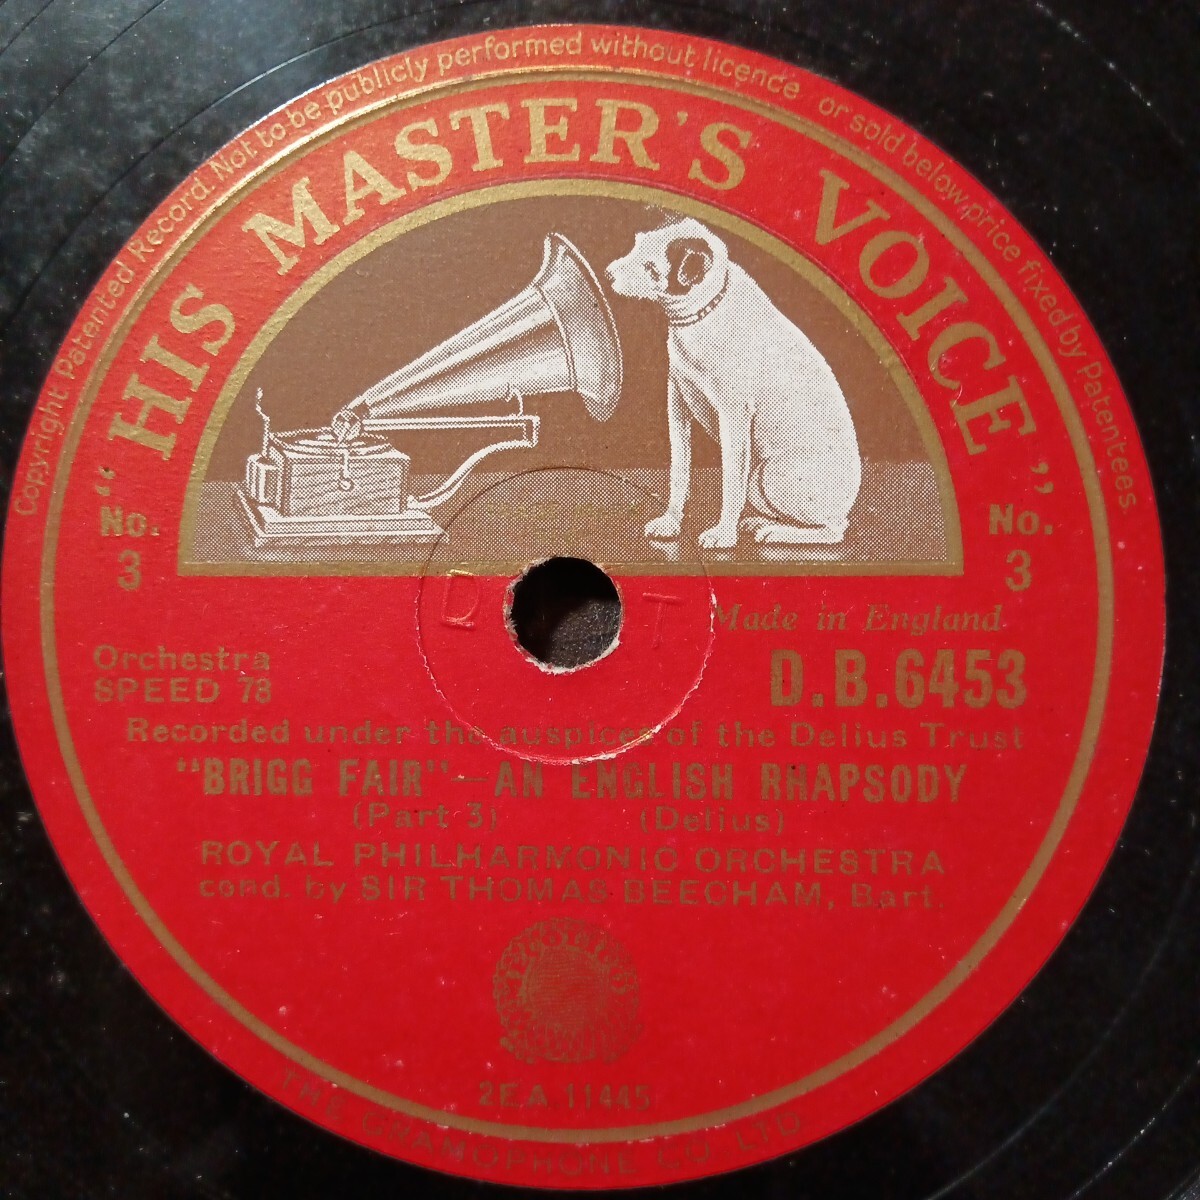 Copyright Patented Record. Not to be publicly performed without licence or sold below price fixed by Patentees.
"HIS MASTER'S VOICE"
No. 3
No. 3
D T
Made in England
Orchestra
SPEED 78
D.B.6453
Recorded under the auspices of the Delius Trust
"BRIGG FAIR"—AN ENGLISH RHAPSODY
(Part 3) (Delius)
ROYAL PHILHARMONIC ORCHESTRA
cond. by SIR THOMAS BEECHAM, Bart.
2EA 11445
THE GRAMOPHONE CO LTD